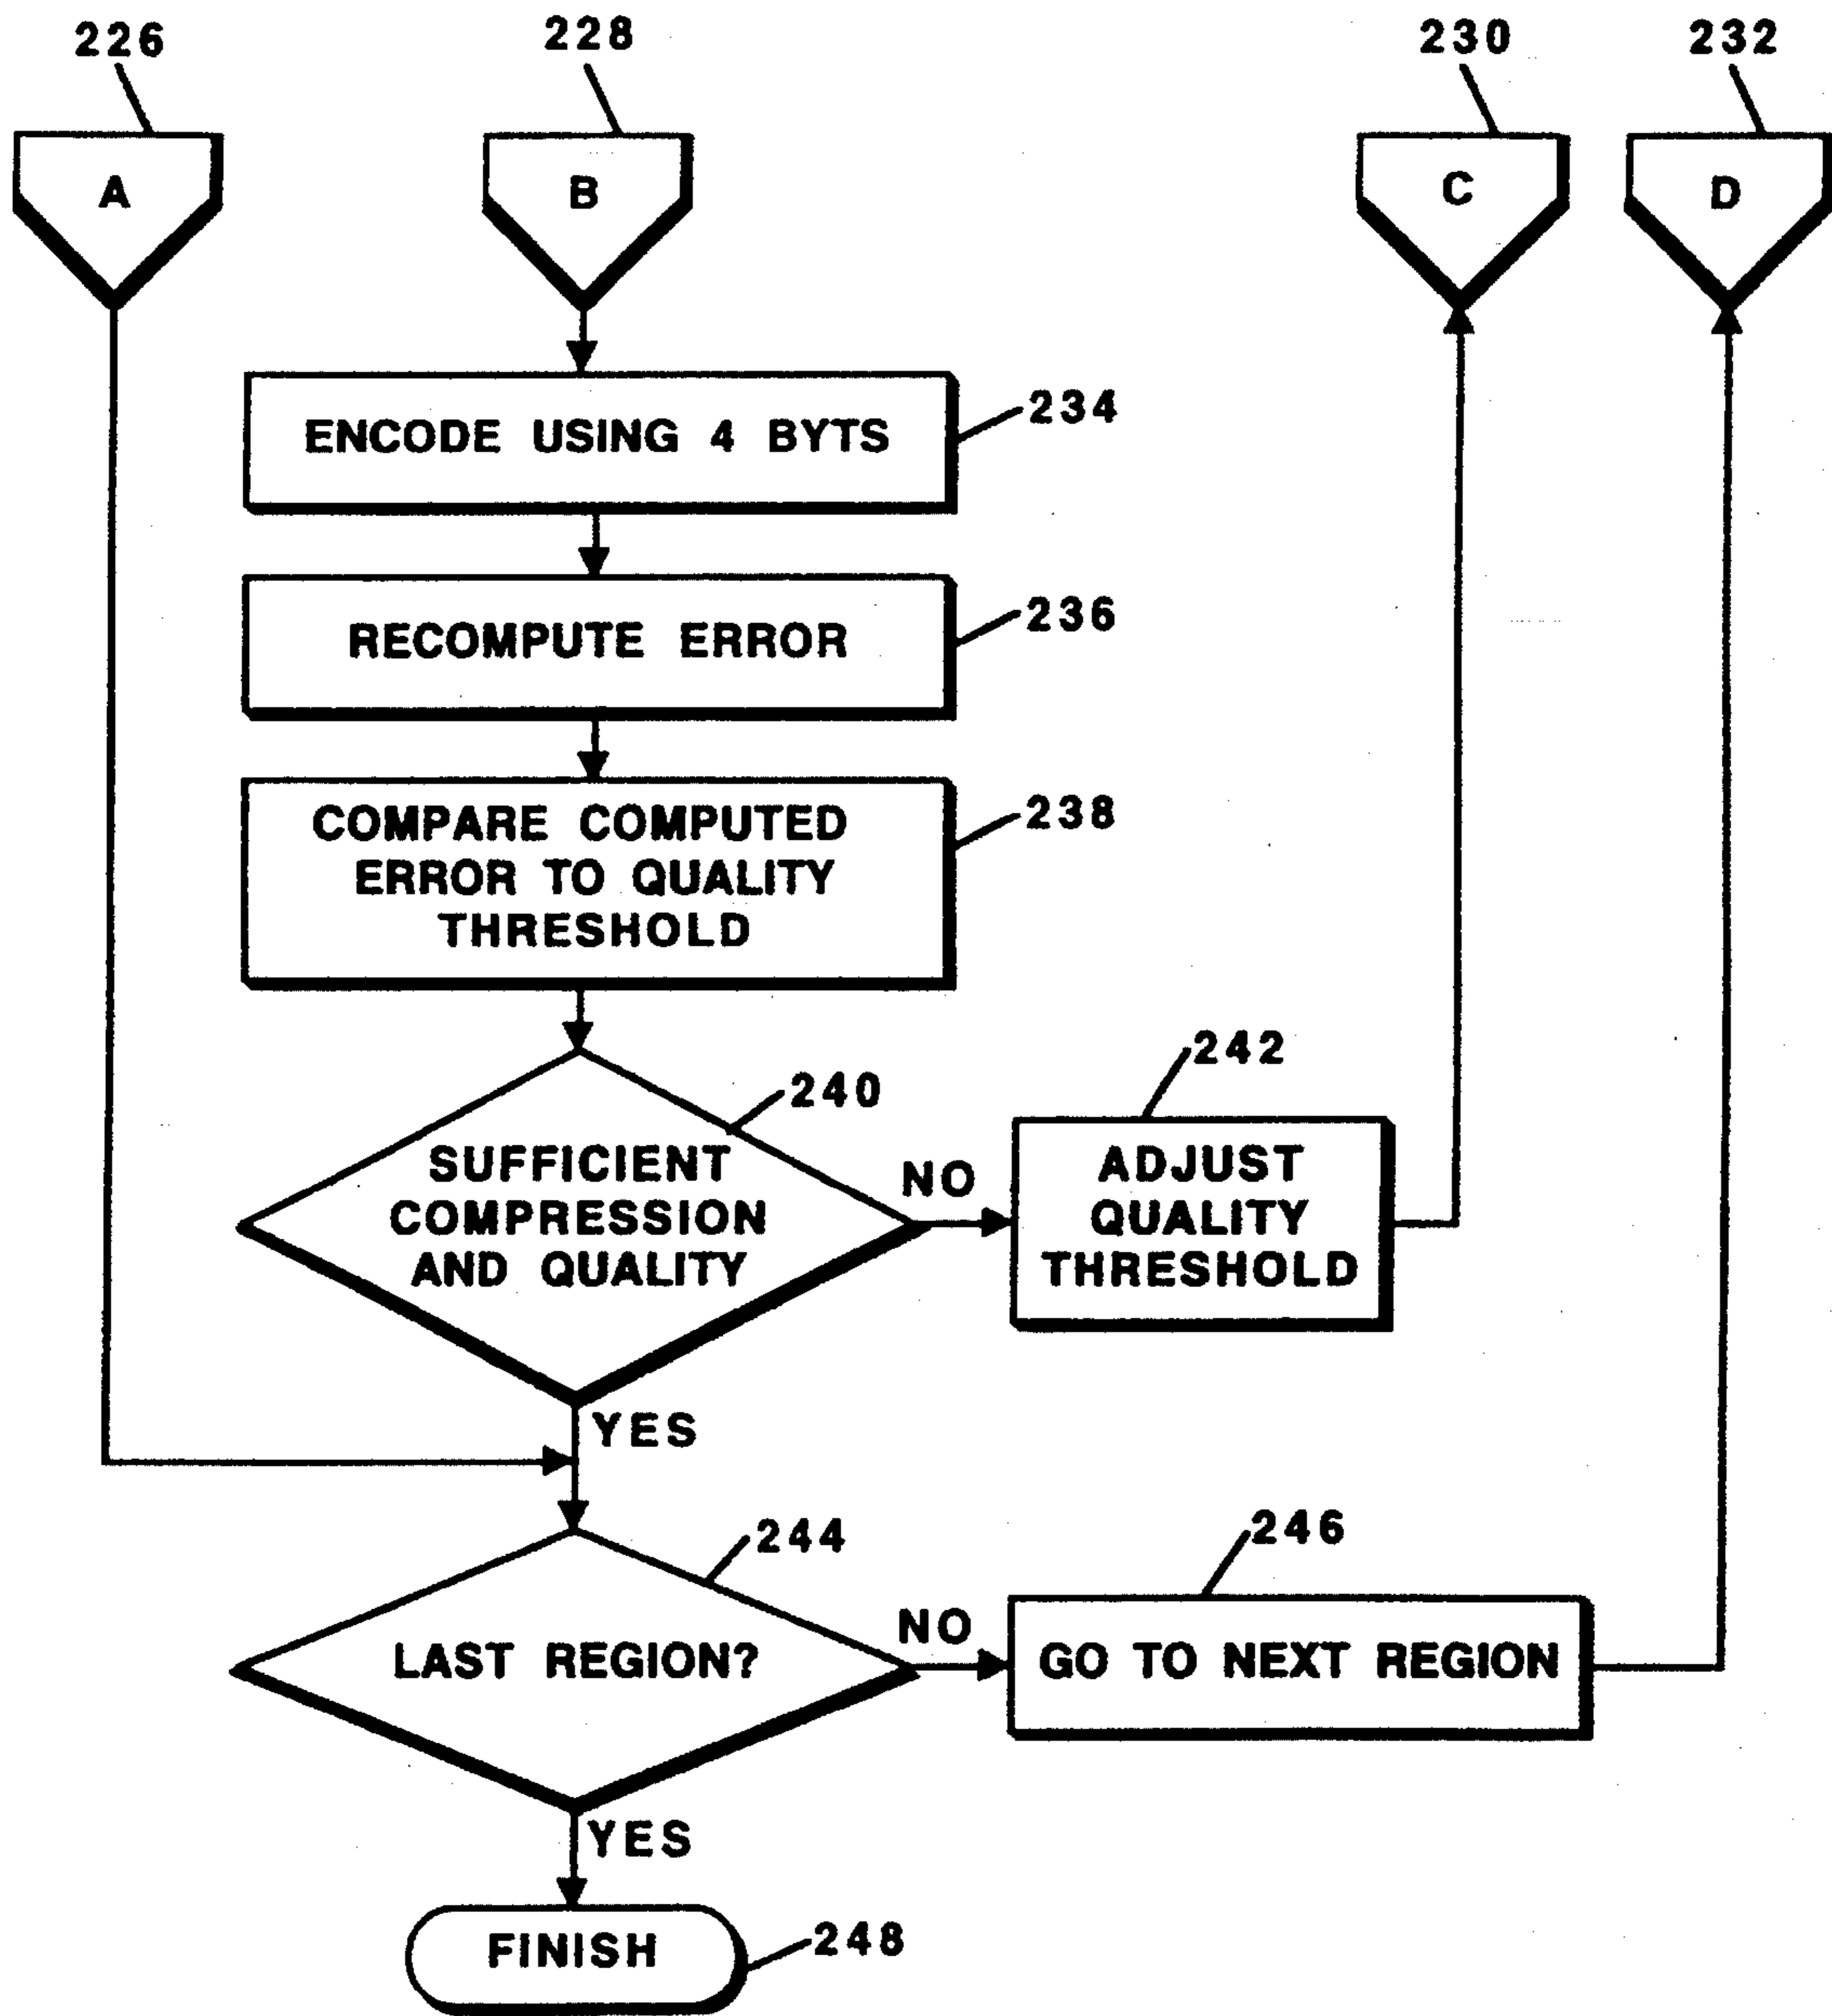 226
228
230
232
A
B
C
D
ENCODE USING 4 BYTS
234
RECOMPUTE ERROR
236
COMPARE COMPUTED
ERROR TO QUALITY
THRESHOLD
238
240
SUFFICIENT
COMPRESSION
AND QUALITY
NO
242
ADJUST
QUALITY
THRESHOLD
YES
244
LAST REGION?
NO
246
GO TO NEXT REGION
YES
FINISH
248